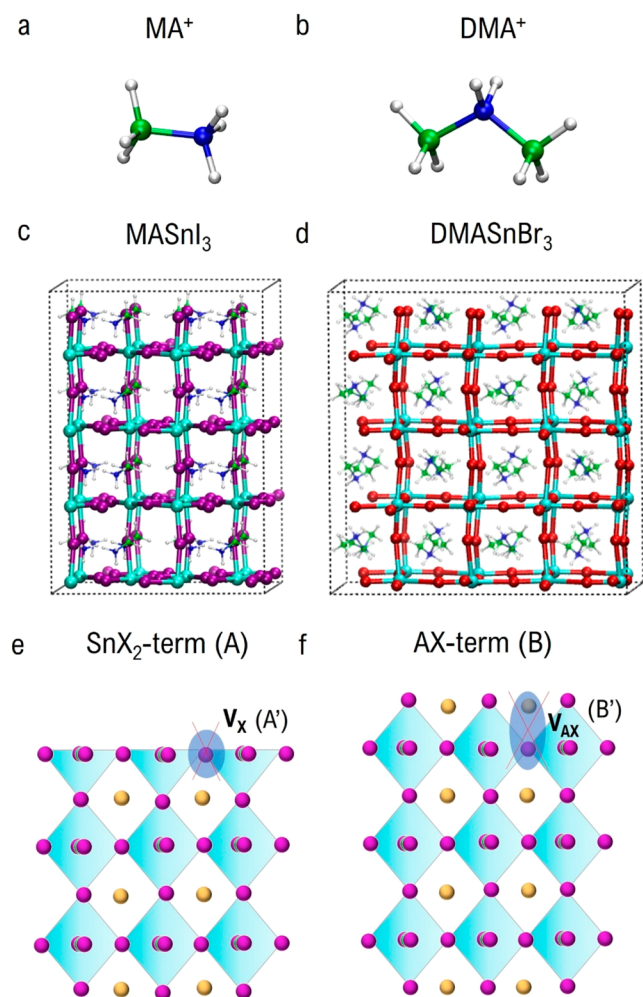 a MA⁺ b DMA⁺
c MASnI₃ d DMASnBr₃
e SnX₂-term (A) f AX-term (B)
V_X (A’)
V_AX (B’)